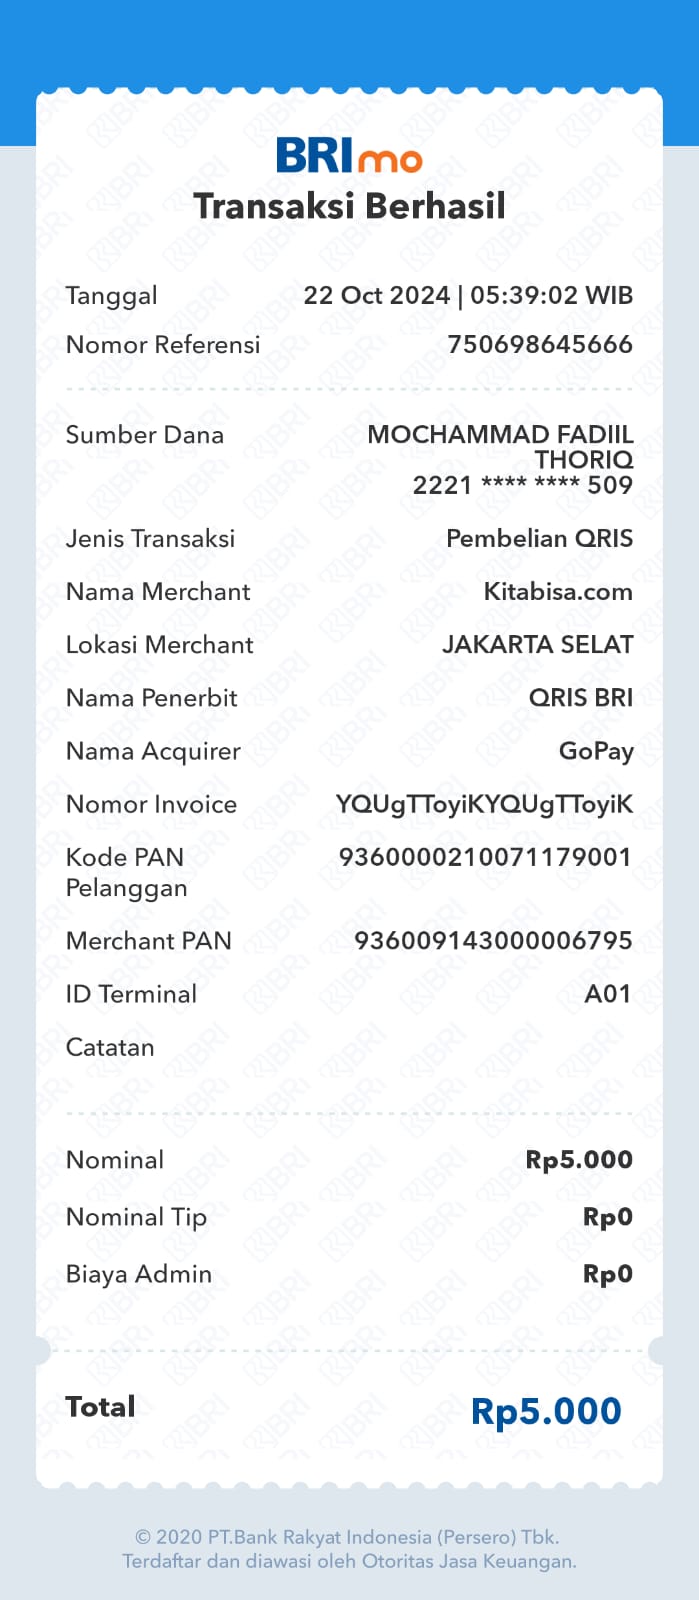 BRImo
Transaksi Berhasil
Tanggal 22 Oct 2024 | 05:39:02 WIB
Nomor Referensi 750698645666
Sumber Dana MOCHAMMAD FADIIL
THORIQ
2221 **** **** 509
Jenis Transaksi Pembelian QRIS
Nama Merchant Kitabisa.com
Lokasi Merchant JAKARTA SELAT
Nama Penerbit QRIS BRI
Nama Acquirer GoPay
Nomor Invoice YQUgTToyiKYQUgTToyiK
Kode PAN 9360000210071179001
Pelanggan
Merchant PAN 936009143000006795
ID Terminal A01
Catatan
Nominal Rp5.000
Nominal Tip Rp0
Biaya Admin Rp0
Total Rp5.000
© 2020 PT.Bank Rakyat Indonesia (Persero) Tbk.
Terdaftar dan diawasi oleh Otoritas Jasa Keuangan.